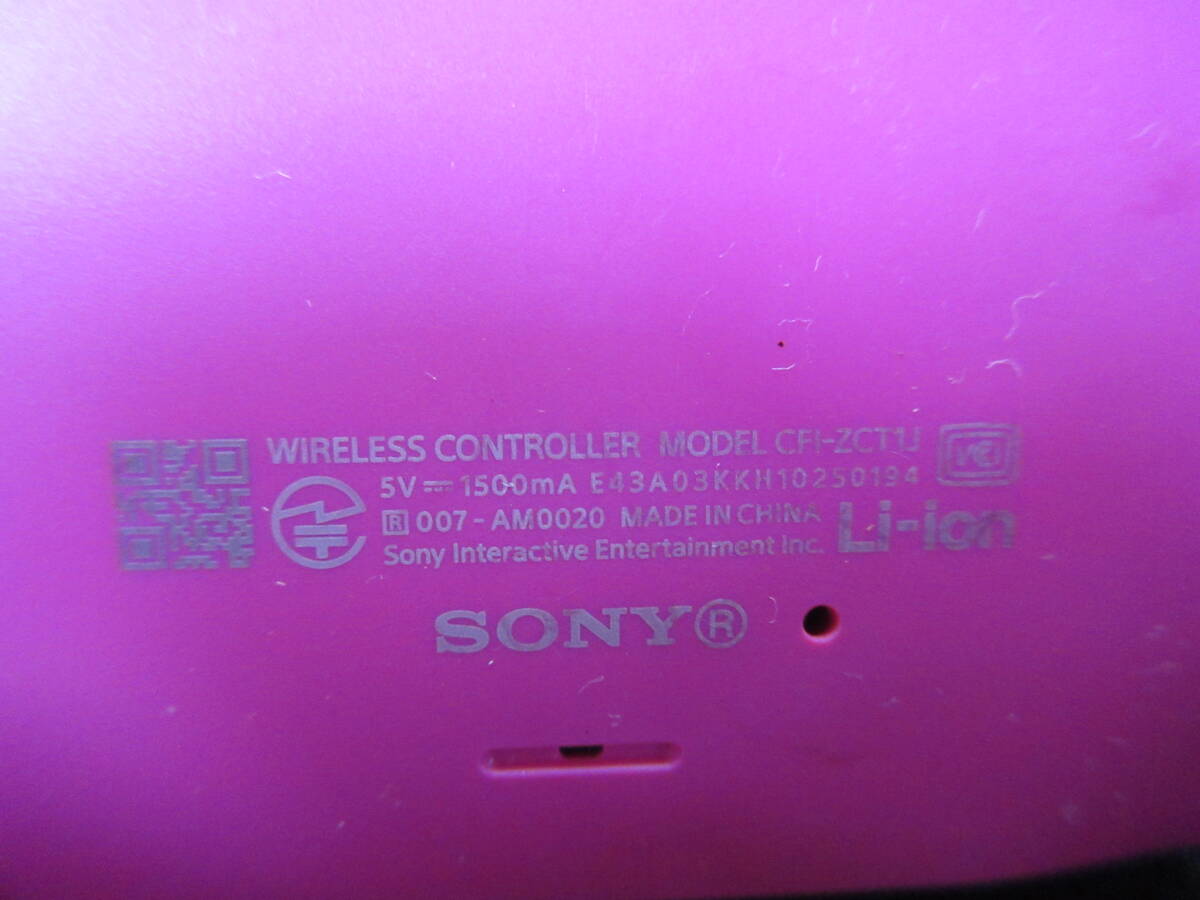 WIRELESS CONTROLLER MODEL CFI-ZCT1J
5V ⎓ 1500mA E43A03KKH10250194
R 007-AM0020 MADE IN CHINA
Sony Interactive Entertainment Inc.
Li-ion
SONY®